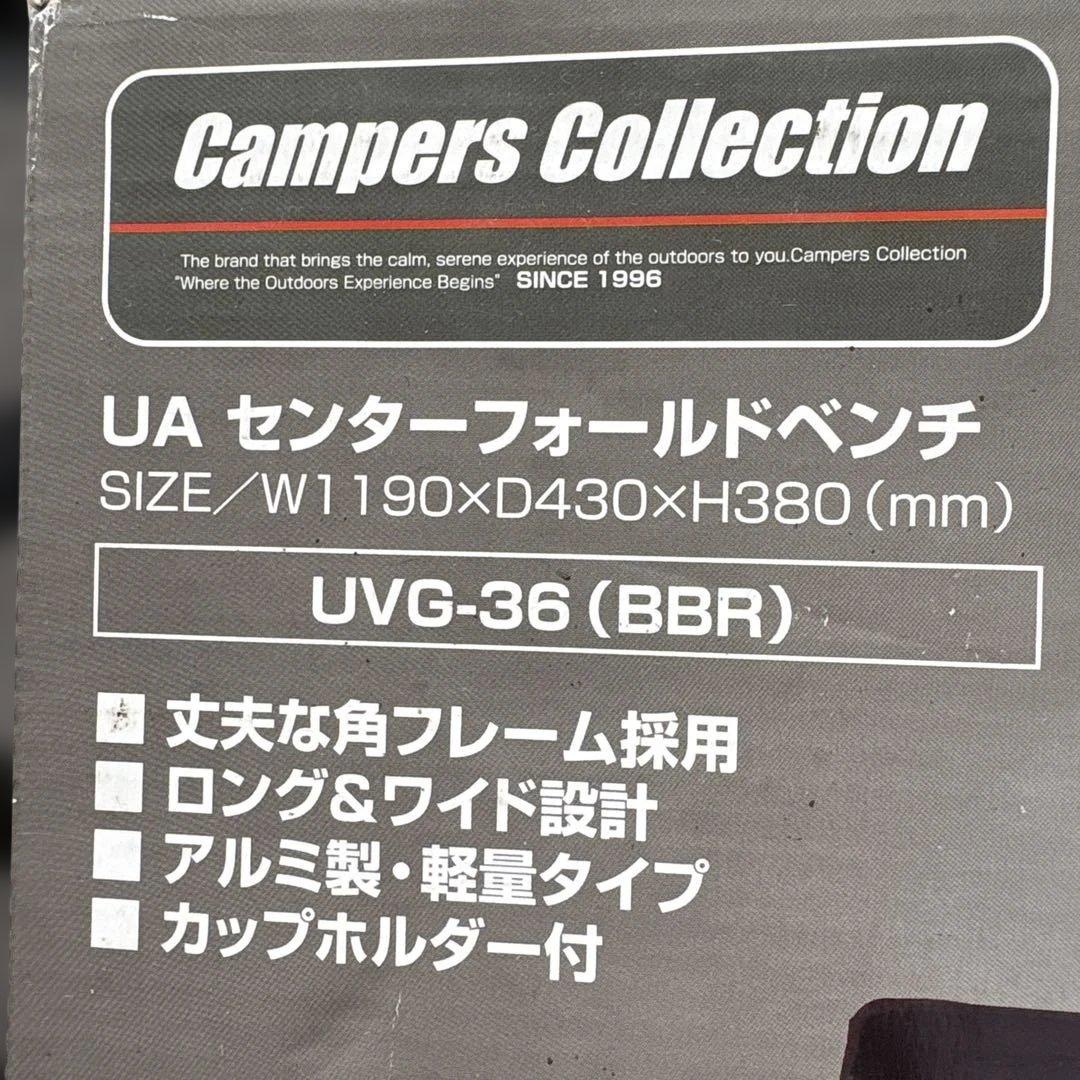 Campers Collection
The brand that brings the calm, serene experience of the outdoors to you.Campers Collection
"Where the Outdoors Experience Begins" SINCE 1996
UA センターフォールドベンチ
SIZE／W1190×D430×H380(mm)
UVG-36(BBR)
■ 丈夫な角フレーム採用
■ ロング&ワイド設計
■ アルミ製・軽量タイプ
■ カップホルダー付